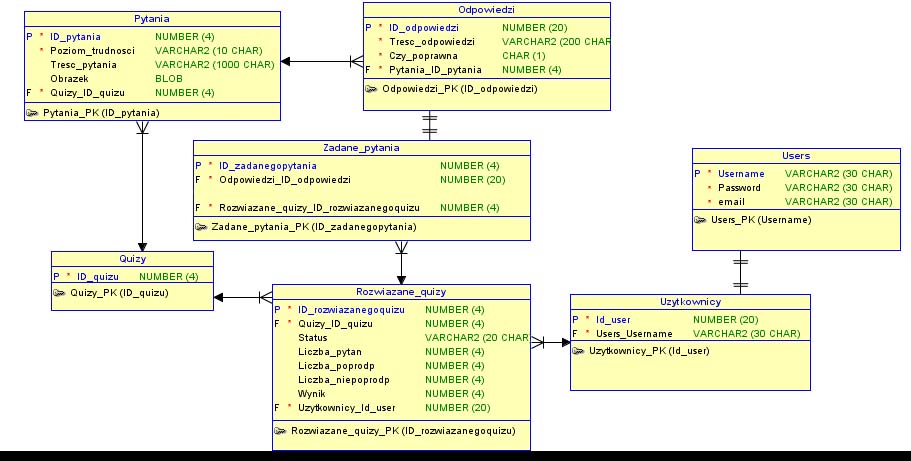 Pytania
P * ID_pytania NUMBER (4)
* Poziom_trudnosci VARCHAR2 (10 CHAR)
Tresc_pytania VARCHAR2 (1000 CHAR)
Obrazek BLOB
F * Quizy_ID_quizu NUMBER (4)
Pytania_PK (ID_pytania)
Odpowiedzi
P * ID_odpowiedzi NUMBER (20)
* Tresc_odpowiedzi VARCHAR2 (200 CHAR
* Czy_poprawna CHAR (1)
F * Pytania_ID_pytania NUMBER (4)
Odpowiedzi_PK (ID_odpowiedzi)
Zadane_pytania
P * ID_zadanegopytania NUMBER (4)
F * Odpowiedzi_ID_odpowiedzi NUMBER (20)
F * Rozwiazane_quizy_ID_rozwiazanegoquizu NUMBER (4)
Zadane_pytania_PK (ID_zadanegopytania)
Users
P * Username VARCHAR2 (30 CHAR)
* Password VARCHAR2 (30 CHAR)
* email VARCHAR2 (30 CHAR)
Users_PK (Username)
Quizy
P * ID_quizu NUMBER (4)
Quizy_PK (ID_quizu)
Rozwiazane_quizy
P * ID_rozwiazanegoquizu NUMBER (4)
F * Quizy_ID_quizu NUMBER (4)
Status VARCHAR2 (20 CHAR
Liczba_pytan NUMBER (4)
Liczba_poprodp NUMBER (4)
Liczba_niepoprodp NUMBER (4)
Wynik NUMBER (4)
F * Uzytkownicy_Id_user NUMBER (20)
Rozwiazane_quizy_PK (ID_rozwiazanegoquizu)
Uzytkownicy
P * Id_user NUMBER (20)
F * Users_Username VARCHAR2 (30 CHAR)
Uzytkownicy_PK (Id_user)